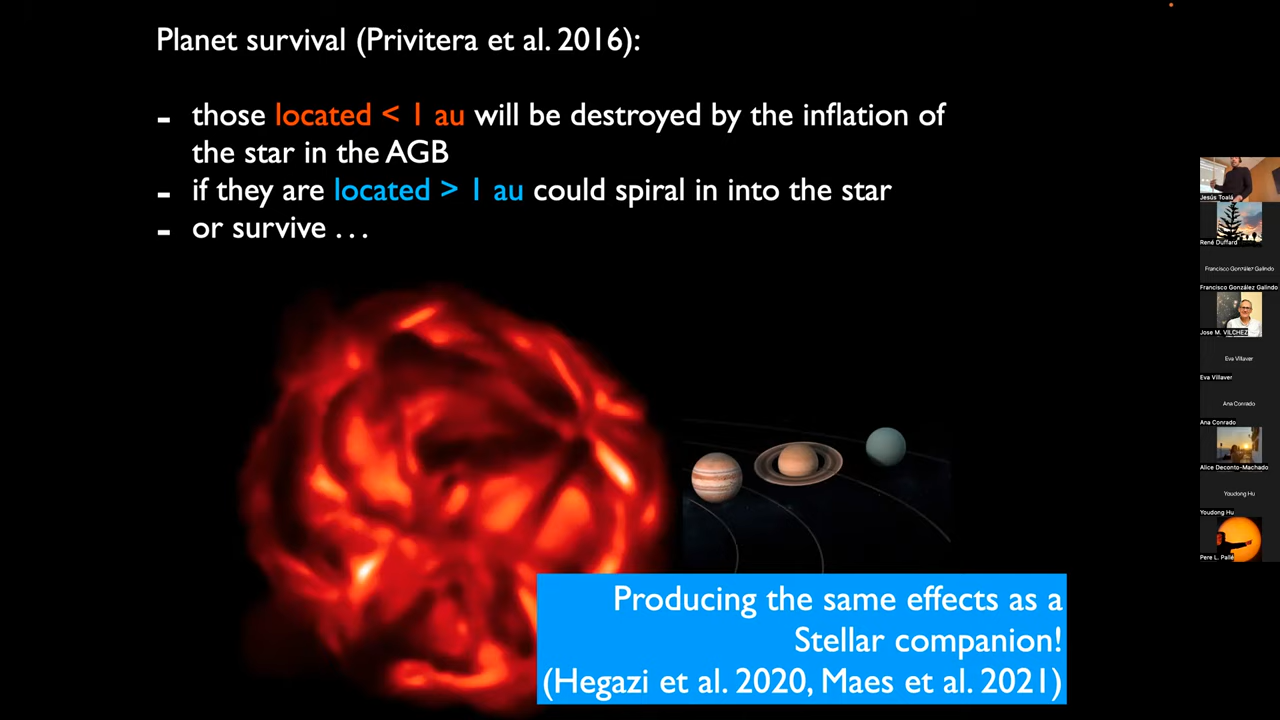 Planet survival (Privitera et al. 2016):
- those located < 1 au will be destroyed by the inflation of
the star in the AGB
- if they are located > 1 au could spiral in into the star
- or survive . . .
Producing the same effects as a
Stellar companion!
(Hegazi et al. 2020, Maes et al. 2021)
Jesús Toalá
René Duffard
Francisco González Galindo
Francisco González Galindo
Jose M. VILCHEZ
Eva Villaver
Eva Villaver
Ana Conrado
Ana Conrado
Alice Deconto-Machado
Youdong Hu
Youdong Hu
Pere L. Pallé